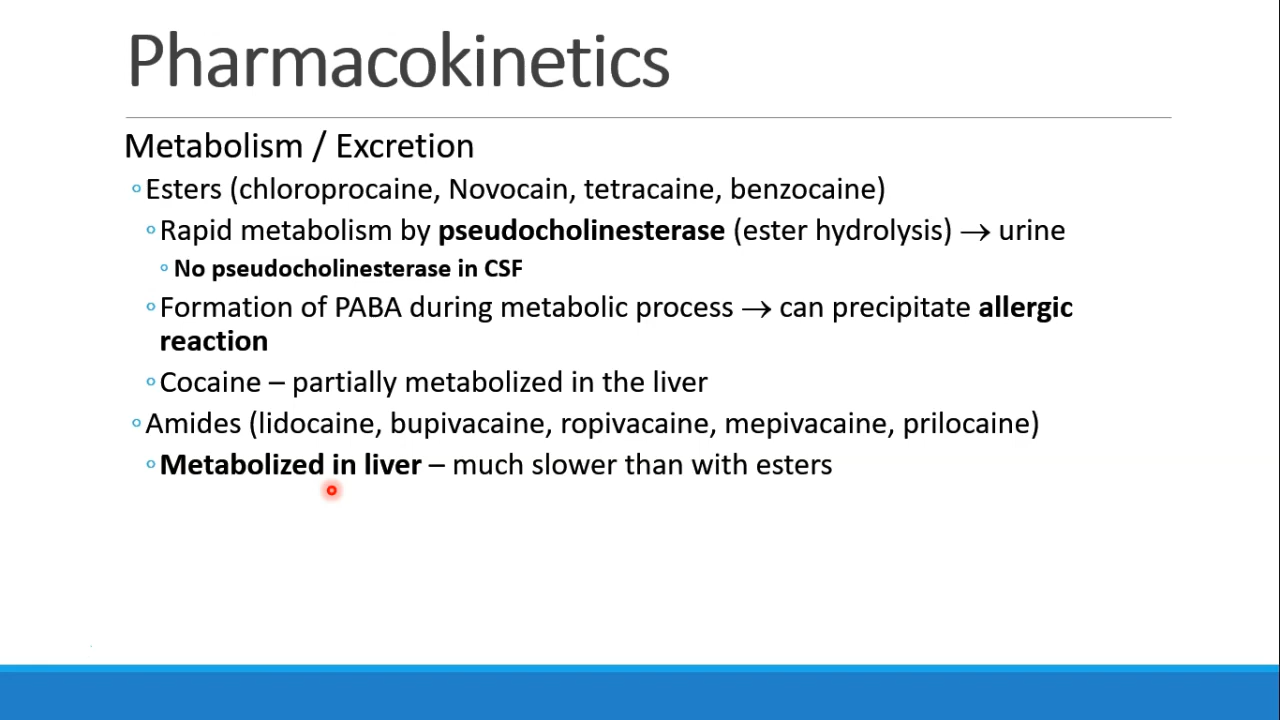 Pharmacokinetics
Metabolism / Excretion
◦Esters (chloroprocaine, Novocain, tetracaine, benzocaine)
◦Rapid metabolism by pseudocholinesterase (ester hydrolysis) → urine
◦No pseudocholinesterase in CSF
◦Formation of PABA during metabolic process → can precipitate allergic
reaction
◦Cocaine – partially metabolized in the liver
◦Amides (lidocaine, bupivacaine, ropivacaine, mepivacaine, prilocaine)
◦Metabolized in liver – much slower than with esters